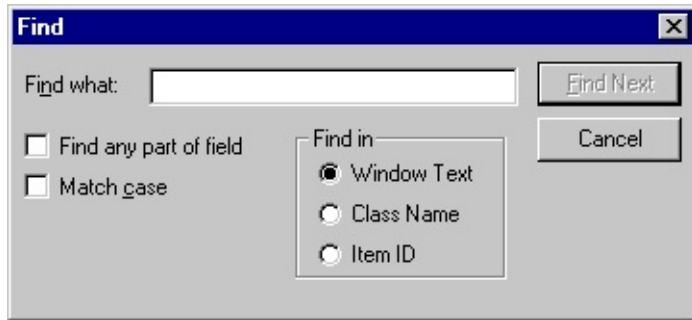 Find
Find what:
Find Next
Find any part of field
Match case
Find in
Window Text
Class Name
Item ID
Cancel